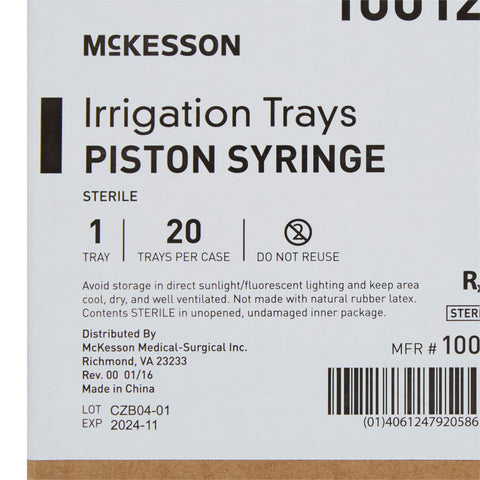 McKESSON
Irrigation Trays
PISTON SYRINGE
STERILE
1 TRAY
20 TRAYS PER CASE
DO NOT REUSE
Avoid storage in direct sunlight/fluorescent lighting and keep area
cool, dry, and well ventilated. Not made with natural rubber latex.
Contents STERILE in unopened, undamaged inner package.
Distributed By
McKesson Medical-Surgical Inc.
Richmond, VA 23233
Rev. 00 01/16
Made in China
LOT CZB04-01
EXP 2024-11
MFR # 100
(01)4061247920586